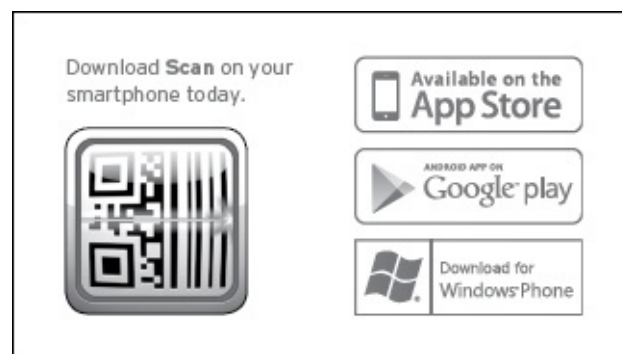 Download Scan on your
smartphone today.
Available on the
App Store
ANDROID APP ON
Google play
Download for
Windows Phone